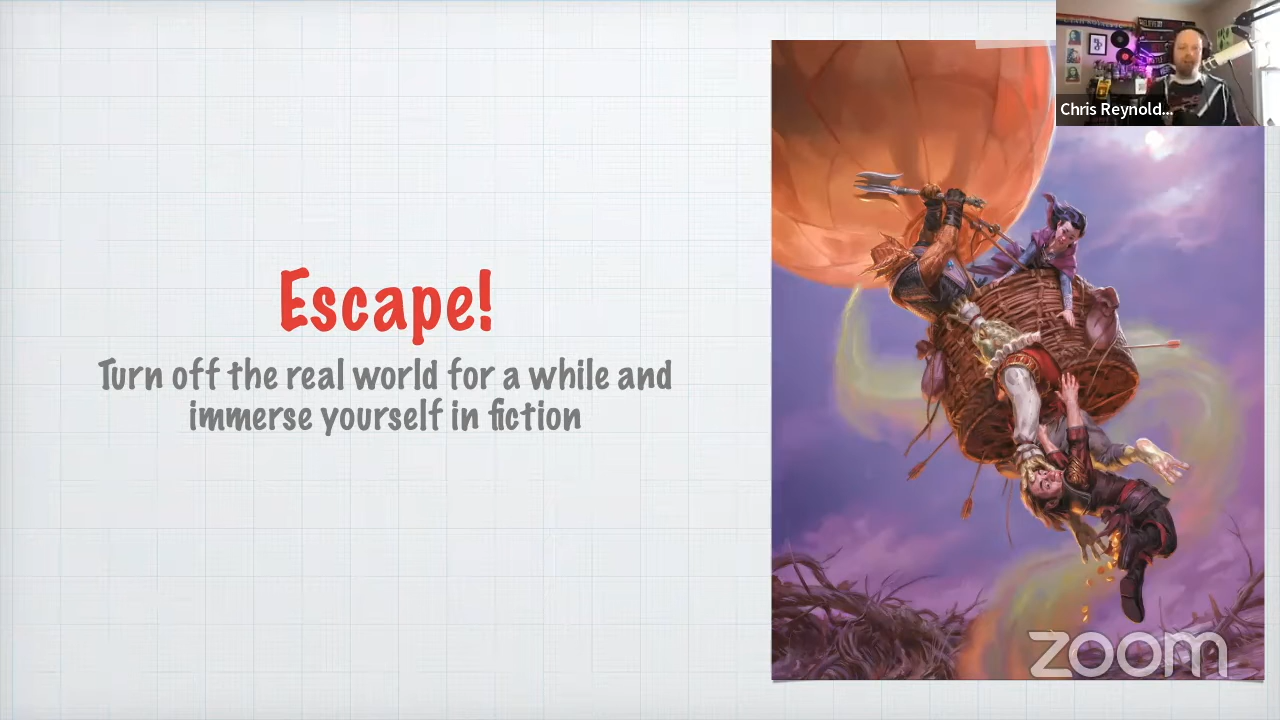 Escape!
Turn off the real world for a while and
immerse yourself in fiction
Chris Reynold...
zoom